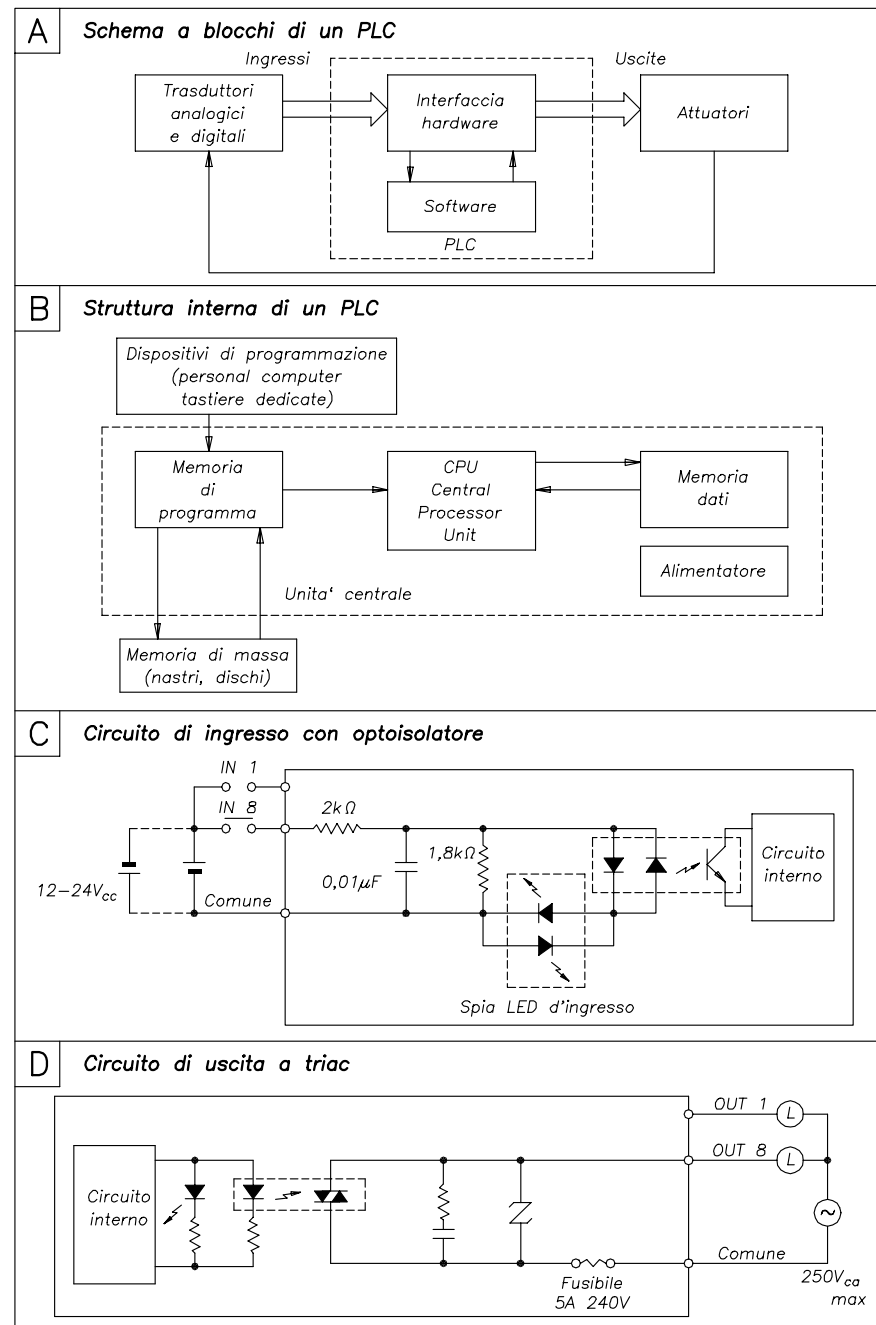 A
Schema a blocchi di un PLC
Ingressi
Uscite
Trasduttori
analogici
e digitali
Interfaccia
hardware
Attuatori
Software
PLC
B
Struttura interna di un PLC
Dispositivi di programmazione
(personal computer
tastiere dedicate)
Memoria
di
programma
CPU
Central
Processor
Unit
Memoria
dati
Alimentatore
Unita' centrale
Memoria di massa
(nastri, dischi)
C
Circuito di ingresso con optoisolatore
IN 1
IN 8
2kΩ
1,8kΩ
0,01µF
12-24Vcc
Comune
Circuito
interno
Spia LED d'ingresso
D
Circuito di uscita a triac
OUT 1
L
OUT 8
L
Circuito
interno
Comune
Fusibile
5A 240V
250Vca
max